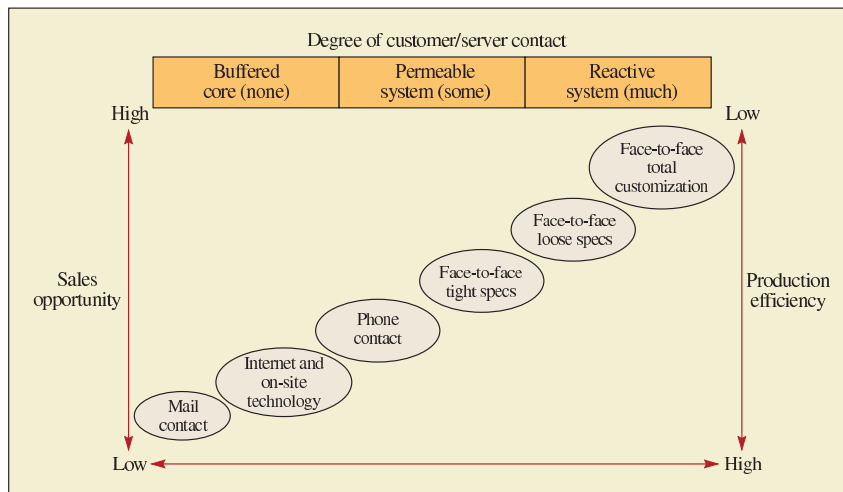 Degree of customer/server contact
Buffered
core (none)
Permeable
system (some)
Reactive
system (much)
High
Low
Face-to-face
total
customization
Face-to-face
loose specs
Face-to-face
tight specs
Sales
opportunity
Production
efficiency
Phone
contact
Internet and
on-site
technology
Mail
contact
Low
High